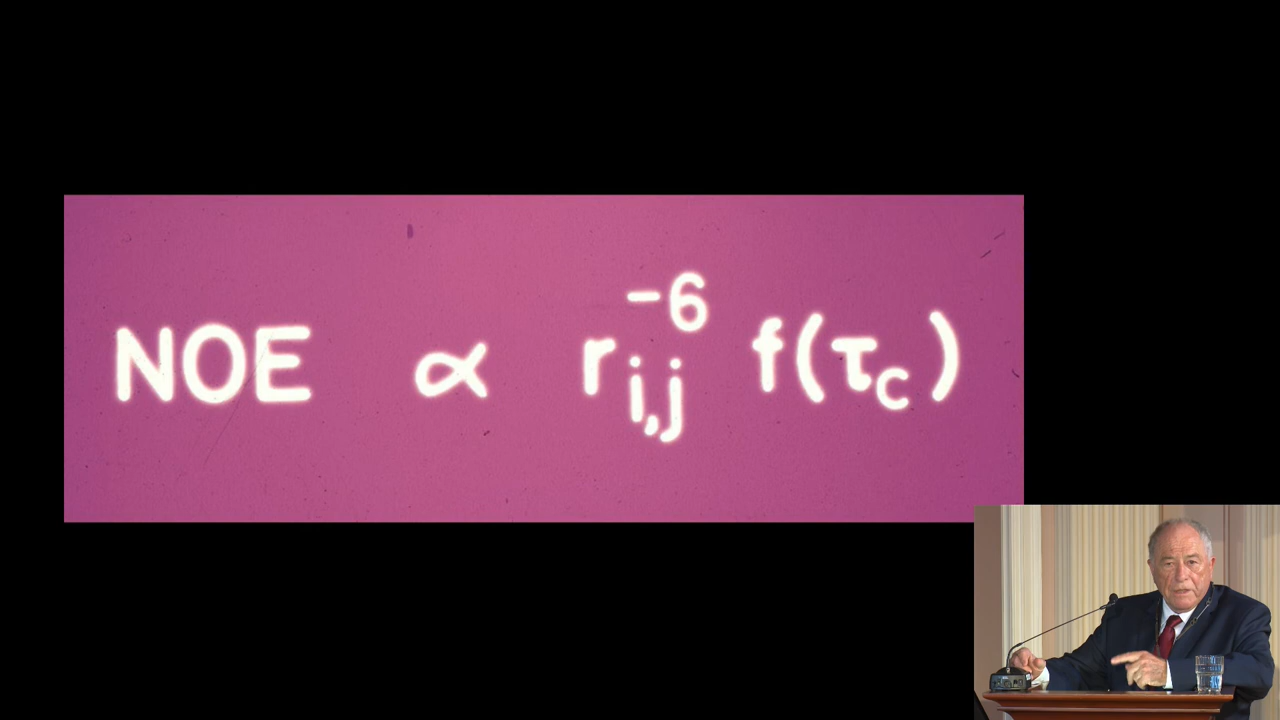 NOE ∝ r_{i,j}^{-6} f(τ_c)